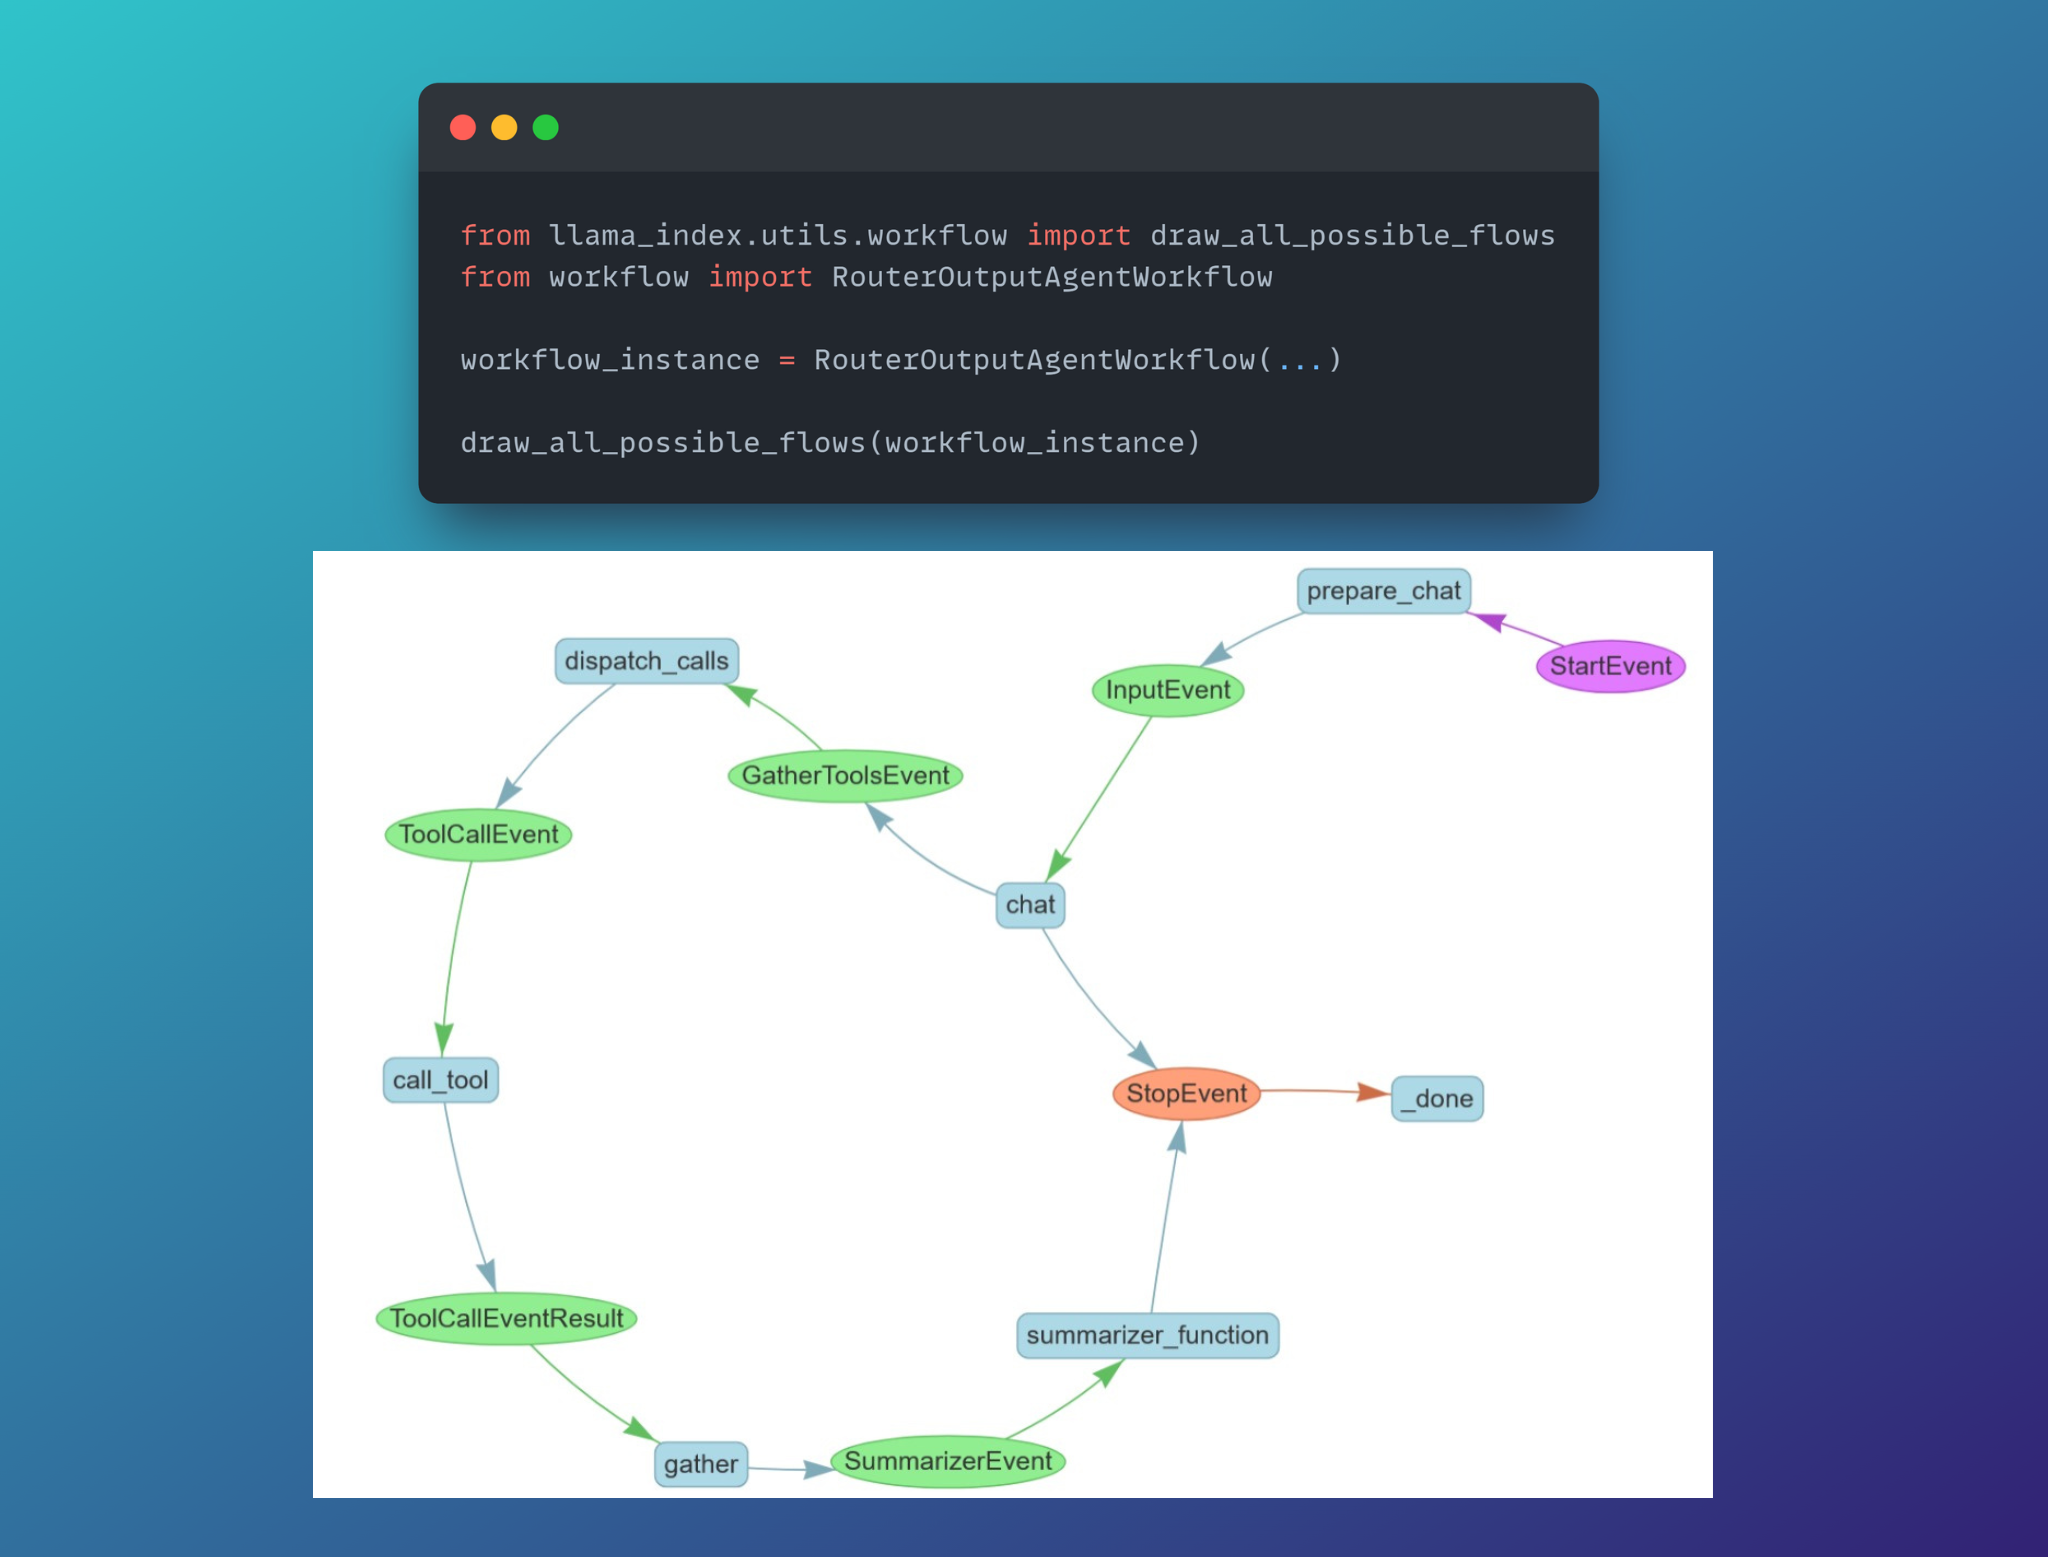 from llama_index.utils.workflow import draw_all_possible_flows
from workflow import RouterOutputAgentWorkflow
workflow_instance = RouterOutputAgentWorkflow(...)
draw_all_possible_flows(workflow_instance)
prepare_chat
dispatch_calls
StartEvent
InputEvent
GatherToolsEvent
ToolCallEvent
chat
call_tool
StopEvent
_done
ToolCallEventResult
summarizer_function
gather
SummarizerEvent